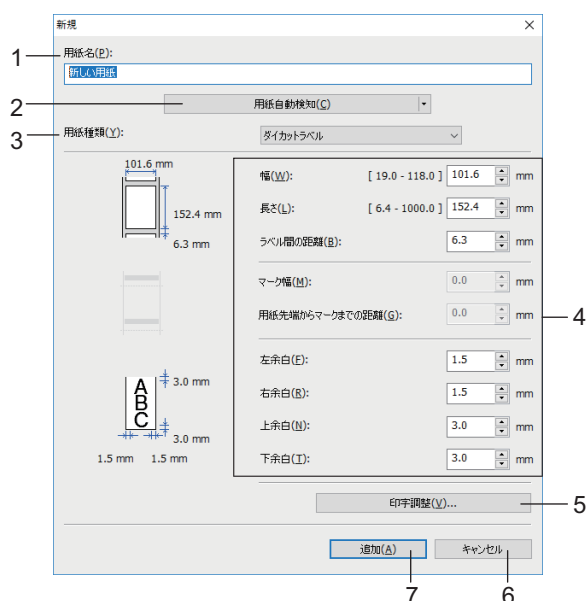 新規
1 用紙名(P):
新しい用紙
2 用紙自動検知(C)
3 用紙種類(Y): ダイカットラベル
101.6 mm
152.4 mm
6.3 mm
幅(W): [ 19.0 - 118.0 ] 101.6 mm
長さ(L): [ 6.4 - 1000.0 ] 152.4 mm
ラベル間の距離(B): 6.3 mm
マーク幅(M): 0.0 mm
用紙先端からマークまでの距離(G): 0.0 mm
4
左余白(F): 1.5 mm
右余白(R): 1.5 mm
上余白(N): 3.0 mm
下余白(T): 3.0 mm
A
B
C
3.0 mm
3.0 mm
1.5 mm 1.5 mm
印字調整(V)... 5
追加(A) キャンセル
7 6